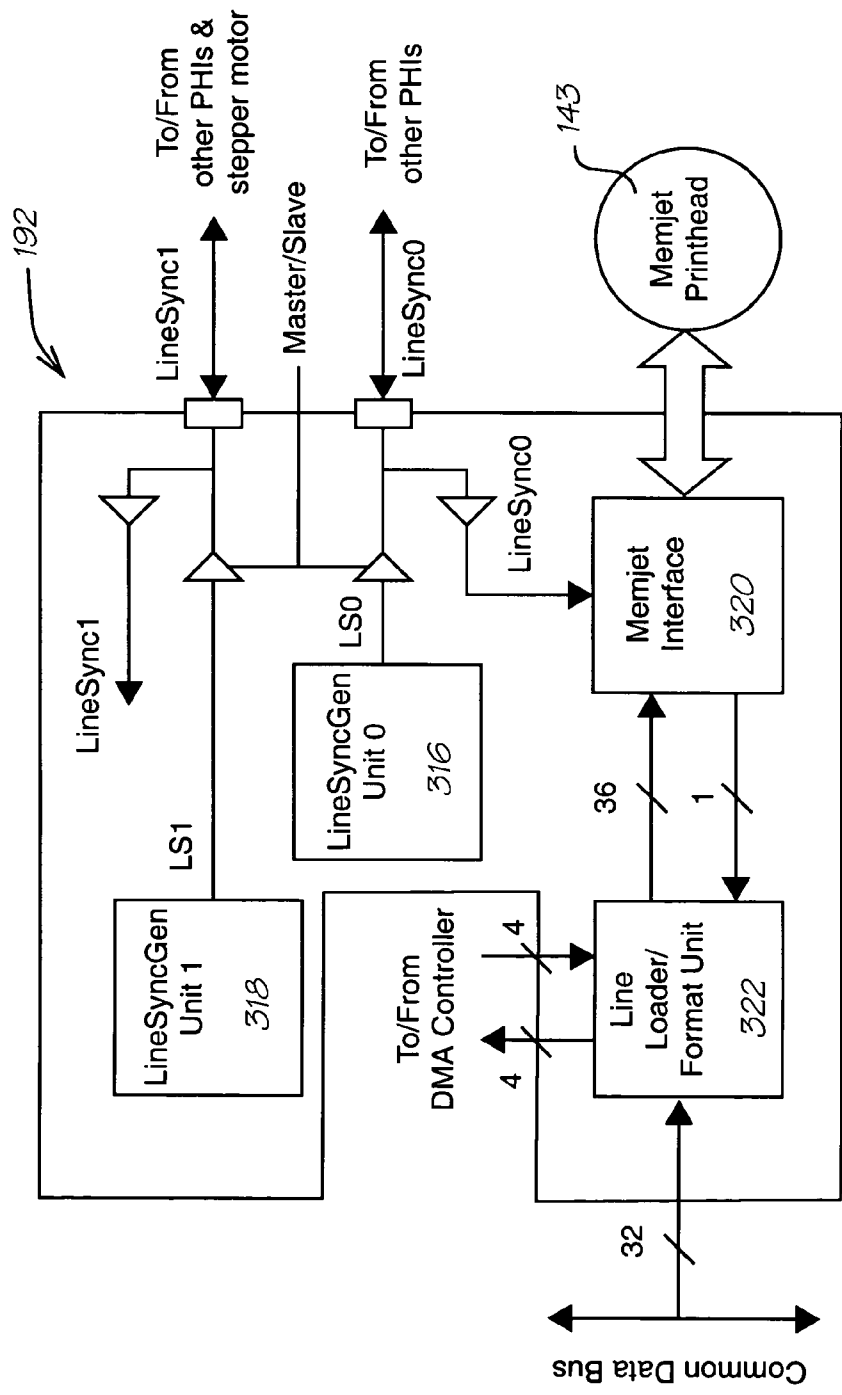 192
LineSync1
To/From
other PHIs &
stepper motor
Master/Slave
LineSync0
To/From
other PHIs
LineSync1
LS1
LineSyncGen
Unit 1
318
LS0
LineSyncGen
Unit 0
316
LineSync0
To/From
DMA Controller
4
4
Line
Loader/
Format Unit
322
36
1
Memjet
Interface
320
Memjet
Printhead
143
32
Common Data Bus